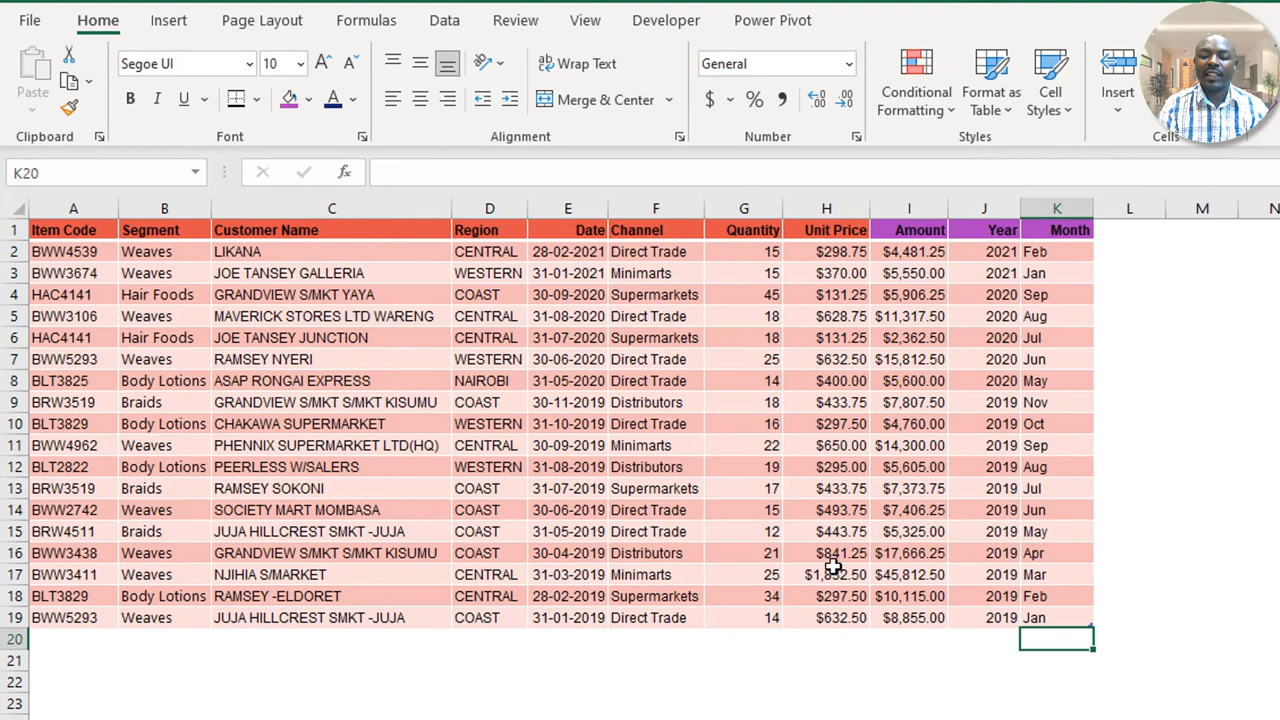 File Home Insert Page Layout Formulas Data Review View Developer Power Pivot
Segoe UI 10 A A Wrap Text General
Paste B I U A Merge & Center $ % Conditional Formatting Format as Table Cell Styles Insert
Clipboard Font Alignment Number Styles Cells
K20 fx
A B C D E F G H I J K L M N
1 Item Code Segment Customer Name Region Date Channel Quantity Unit Price Amount Year Month
2 BWW4539 Weaves LIKANA CENTRAL 28-02-2021 Direct Trade 15 $298.75 $4,481.25 2021 Feb
3 BWW3674 Weaves JOE TANSEY GALLERIA WESTERN 31-01-2021 Minimarts 15 $370.00 $5,550.00 2021 Jan
4 HAC4141 Hair Foods GRANDVIEW S/MKT YAYA COAST 30-09-2020 Supermarkets 45 $131.25 $5,906.25 2020 Sep
5 BWW3106 Weaves MAVERICK STORES LTD WARENG CENTRAL 31-08-2020 Direct Trade 18 $628.75 $11,317.50 2020 Aug
6 HAC4141 Hair Foods JOE TANSEY JUNCTION CENTRAL 31-07-2020 Supermarkets 18 $131.25 $2,362.50 2020 Jul
7 BWW5293 Weaves RAMSEY NYERI WESTERN 30-06-2020 Direct Trade 25 $632.50 $15,812.50 2020 Jun
8 BLT3825 Body Lotions ASAP RONGAI EXPRESS NAIROBI 31-05-2020 Direct Trade 14 $400.00 $5,600.00 2020 May
9 BRW3519 Braids GRANDVIEW S/MKT S/MKT KISUMU COAST 30-11-2019 Distributors 18 $433.75 $7,807.50 2019 Nov
10 BLT3829 Body Lotions CHAKAWA SUPERMARKET WESTERN 31-10-2019 Direct Trade 16 $297.50 $4,760.00 2019 Oct
11 BWW4962 Weaves PHENNIX SUPERMARKET LTD(HQ) CENTRAL 30-09-2019 Minimarts 22 $650.00 $14,300.00 2019 Sep
12 BLT2822 Body Lotions PEERLESS W/SALERS WESTERN 31-08-2019 Distributors 19 $295.00 $5,605.00 2019 Aug
13 BRW3519 Braids RAMSEY SOKONI COAST 31-07-2019 Supermarkets 17 $433.75 $7,373.75 2019 Jul
14 BWW2742 Weaves SOCIETY MART MOMBASA COAST 30-06-2019 Direct Trade 15 $493.75 $7,406.25 2019 Jun
15 BRW4511 Braids JUJA HILLCREST SMKT -JUJA COAST 31-05-2019 Direct Trade 12 $443.75 $5,325.00 2019 May
16 BWW3438 Weaves GRANDVIEW S/MKT S/MKT KISUMU COAST 30-04-2019 Distributors 21 $841.25 $17,666.25 2019 Apr
17 BWW3411 Weaves NJIHIA S/MARKET CENTRAL 31-03-2019 Minimarts 25 $45,812.50 2019 Mar
18 BLT3829 Body Lotions RAMSEY -ELDORET CENTRAL 28-02-2019 Supermarkets 34 $297.50 $10,115.00 2019 Feb
19 BWW5293 Weaves JUJA HILLCREST SMKT -JUJA COAST 31-01-2019 Direct Trade 14 $632.50 $8,855.00 2019 Jan
20
21
22
23